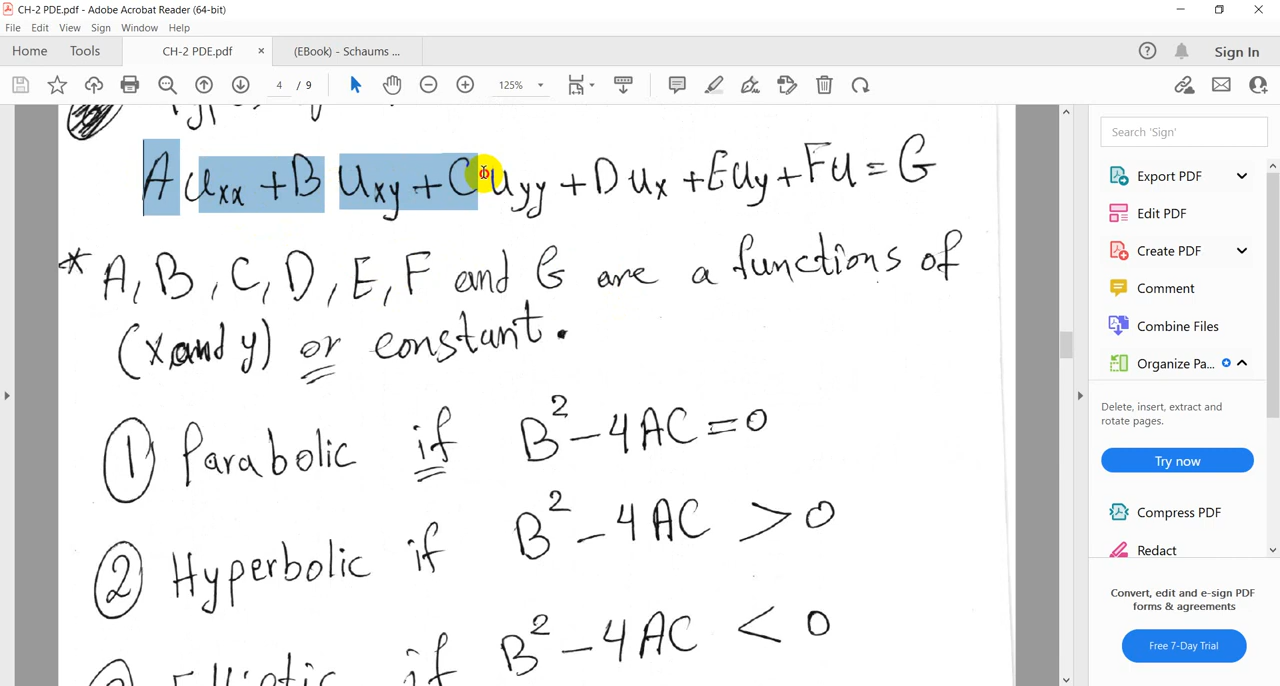 CH-2 PDE.pdf - Adobe Acrobat Reader (64-bit)
File Edit View Sign Window Help
Home Tools CH-2 PDE.pdf × (EBook) - Schaums ... Sign In
4 / 9 125%
Search 'Sign'
A uxx + B uxy + C uyy + D ux + E uy + Fu = G
* A, B, C, D, E, F and G are a functions of
(x and y) or constant.
① Parabolic if B² - 4AC = 0
② Hyperbolic if B² - 4AC > 0
if B² - 4AC < 0
Export PDF
Edit PDF
Create PDF
Comment
Combine Files
Organize Pa...
Delete, insert, extract and
rotate pages.
Try now
Compress PDF
Redact
Convert, edit and e-sign PDF
forms & agreements
Free 7-Day Trial